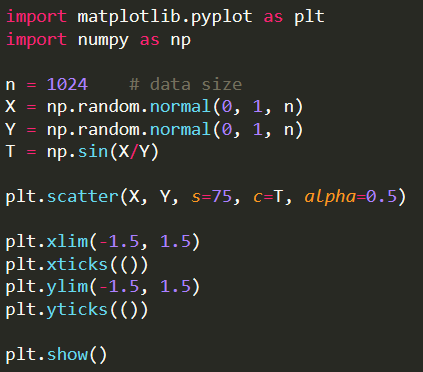 import matplotlib.pyplot as plt
import numpy as np
n = 1024    # data size
X = np.random.normal(0, 1, n)
Y = np.random.normal(0, 1, n)
T = np.sin(X/Y)
plt.scatter(X, Y, s=75, c=T, alpha=0.5)
plt.xlim(-1.5, 1.5)
plt.xticks(())
plt.ylim(-1.5, 1.5)
plt.yticks(())
plt.show()